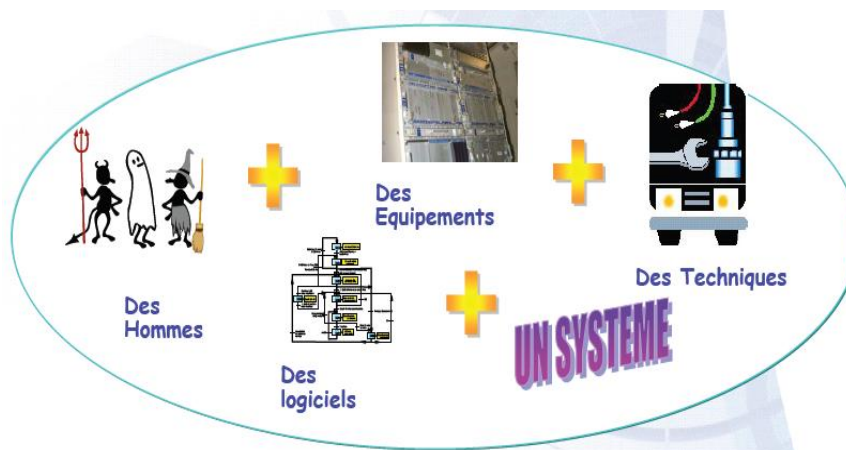 Des
Hommes
Des
Equipements
Des Techniques
Des
logiciels
UN SYSTEME